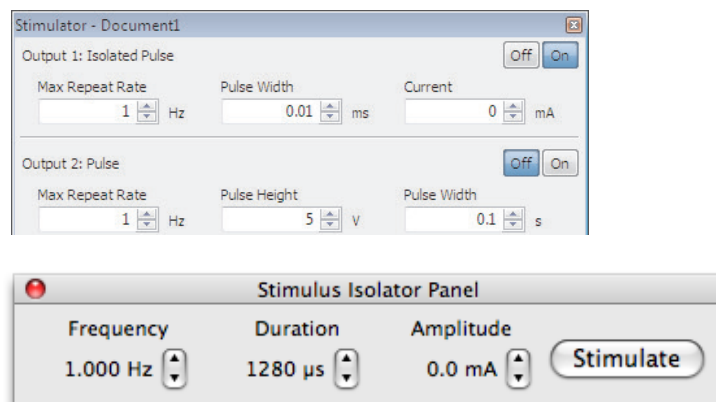 Stimulator - Document1
Output 1: Isolated Pulse Off On
Max Repeat Rate Pulse Width Current
1 Hz 0.01 ms 0 mA
Output 2: Pulse Off On
Max Repeat Rate Pulse Height Pulse Width
1 Hz 5 V 0.1 s
Stimulus Isolator Panel
Frequency Duration Amplitude
1.000 Hz 1280 µs 0.0 mA Stimulate